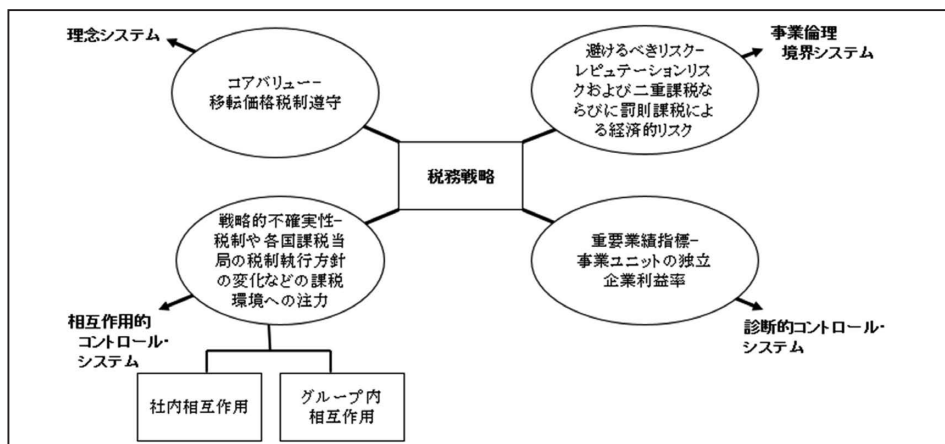 理念システム
コアバリュー−
移転価格税制遵守
避けるべきリスク−
レピュテーションリス
クおよび二重課税な
らびに罰則課税によ
る経済的リスク
事業倫理
境界システム
税務戦略
戦略的不確実性−
税制や各国課税当
局の税制執行方針
の変化などの課税
環境への注力
重要業績指標−
事業ユニットの独立
企業利益率
相互作用的
コントロール・
システム
診断的コントロール・
システム
社内相互作用
グループ内
相互作用